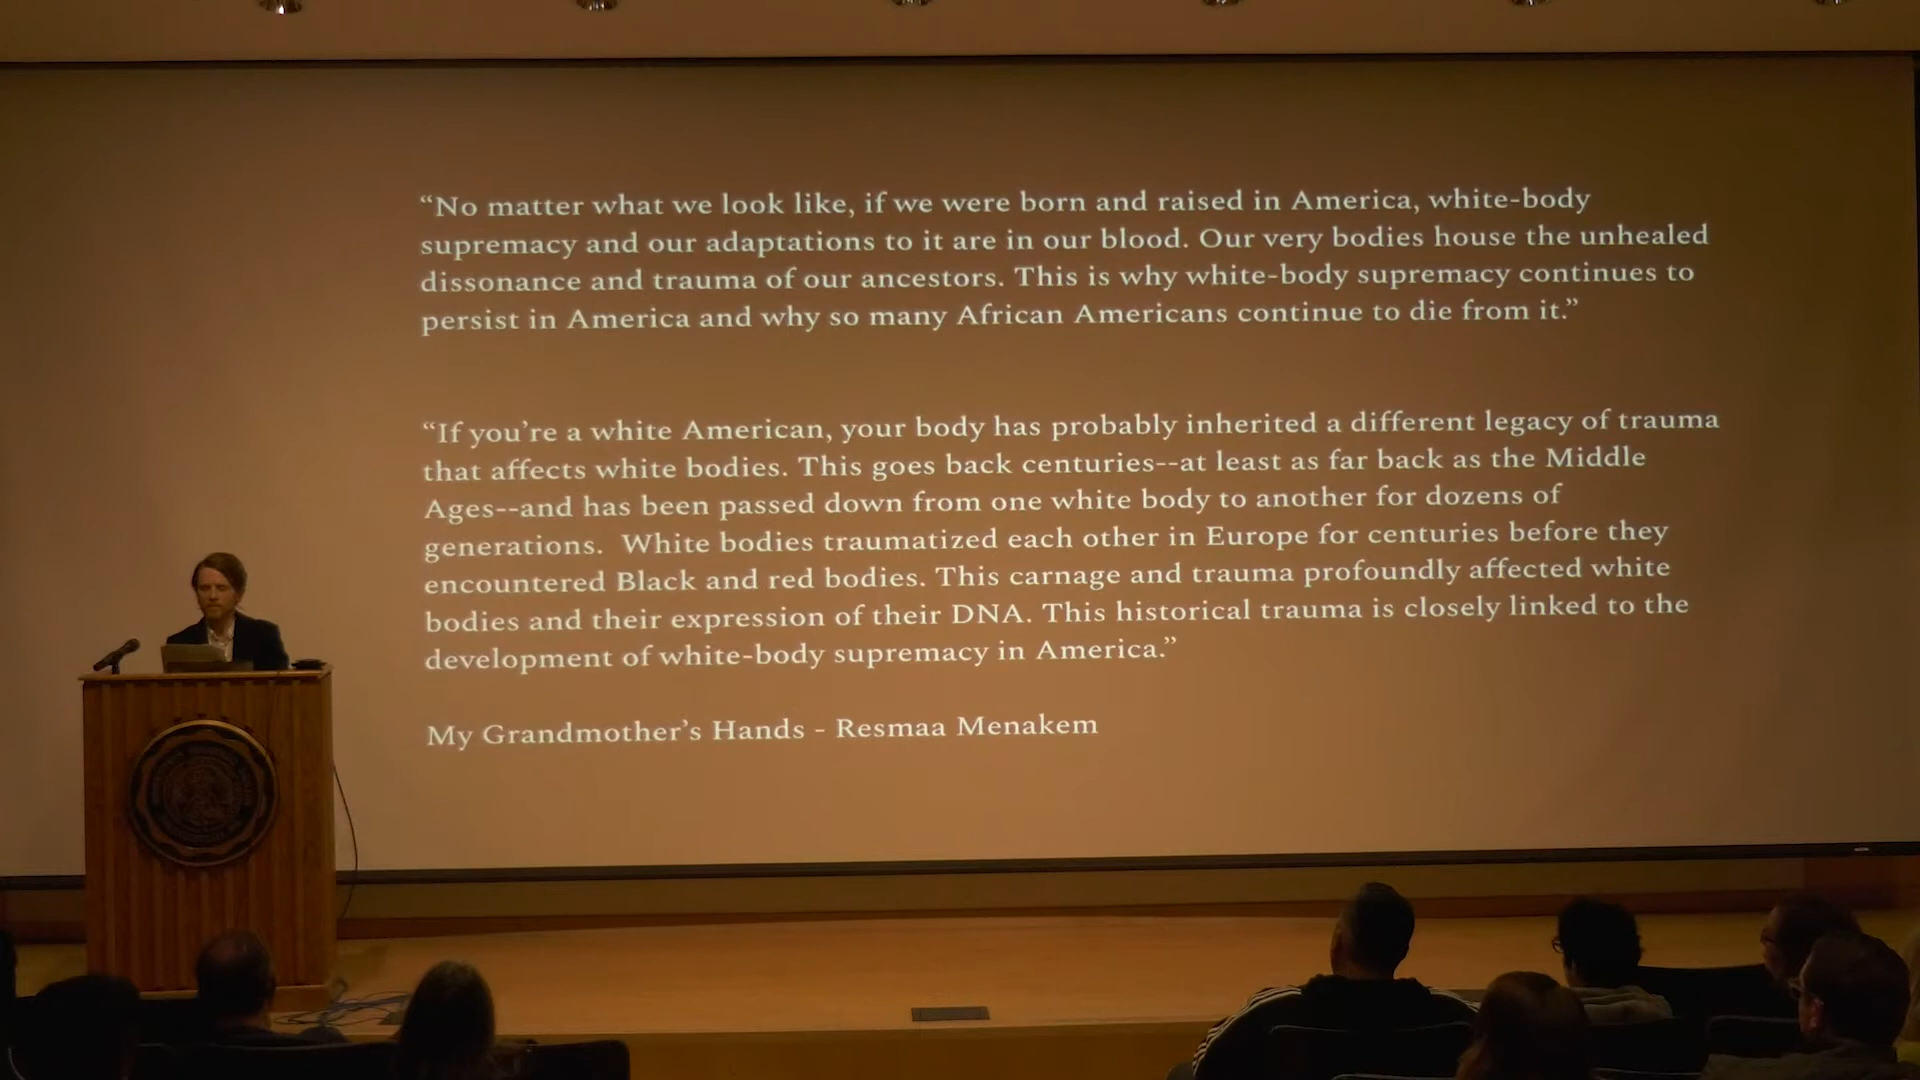 “No matter what we look like, if we were born and raised in America, white-body
supremacy and our adaptations to it are in our blood. Our very bodies house the unhealed
dissonance and trauma of our ancestors. This is why white-body supremacy continues to
persist in America and why so many African Americans continue to die from it.”
“If you’re a white American, your body has probably inherited a different legacy of trauma
that affects white bodies. This goes back centuries--at least as far back as the Middle
Ages--and has been passed down from one white body to another for dozens of
generations.  White bodies traumatized each other in Europe for centuries before they
encountered Black and red bodies. This carnage and trauma profoundly affected white
bodies and their expression of their DNA. This historical trauma is closely linked to the
development of white-body supremacy in America.”
My Grandmother’s Hands - Resmaa Menakem